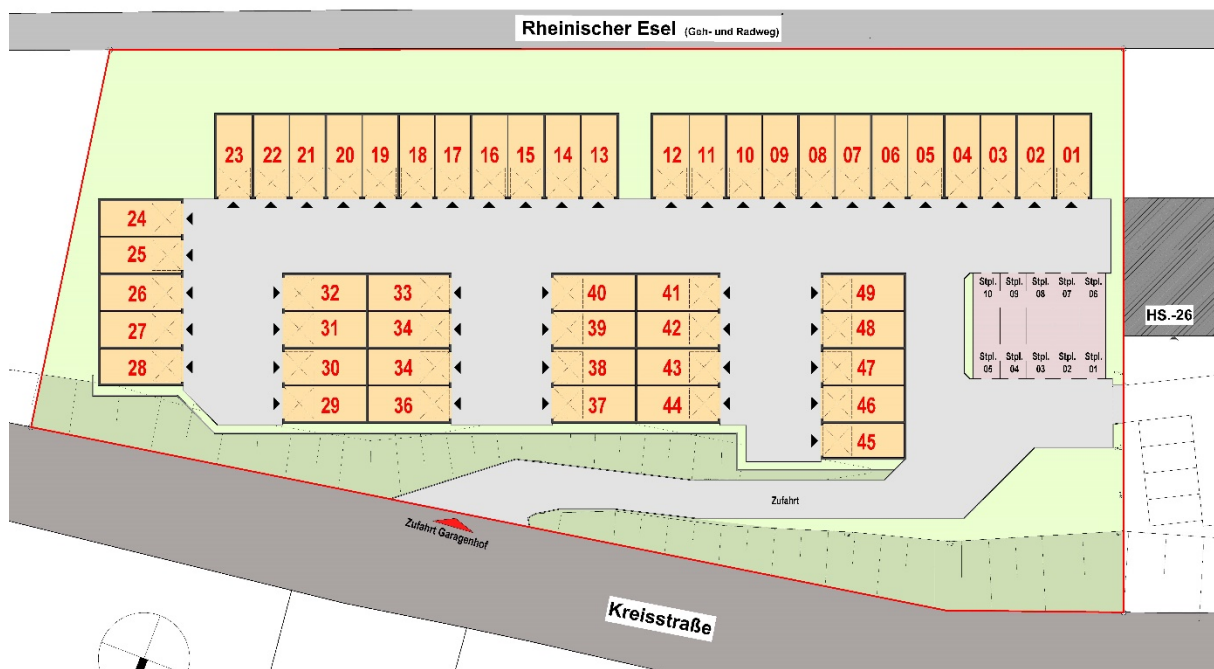 Rheinischer Esel (Geh- und Radweg)
23 22 21 20 19 18 17 16 15 14 13 12 11 10 09 08 07 06 05 04 03 02 01
24
25
26
27
28
32 33
31 34
30 34
29 36
40 41
39 42
38 43
37 44
49
48
47
46
45
Stpl. Stpl. Stpl. Stpl. Stpl.
10 09 08 07 06
Stpl. Stpl. Stpl. Stpl. Stpl.
05 04 03 02 01
HS.-26
Zufahrt
Zufahrt Garagenhof
Kreisstraße